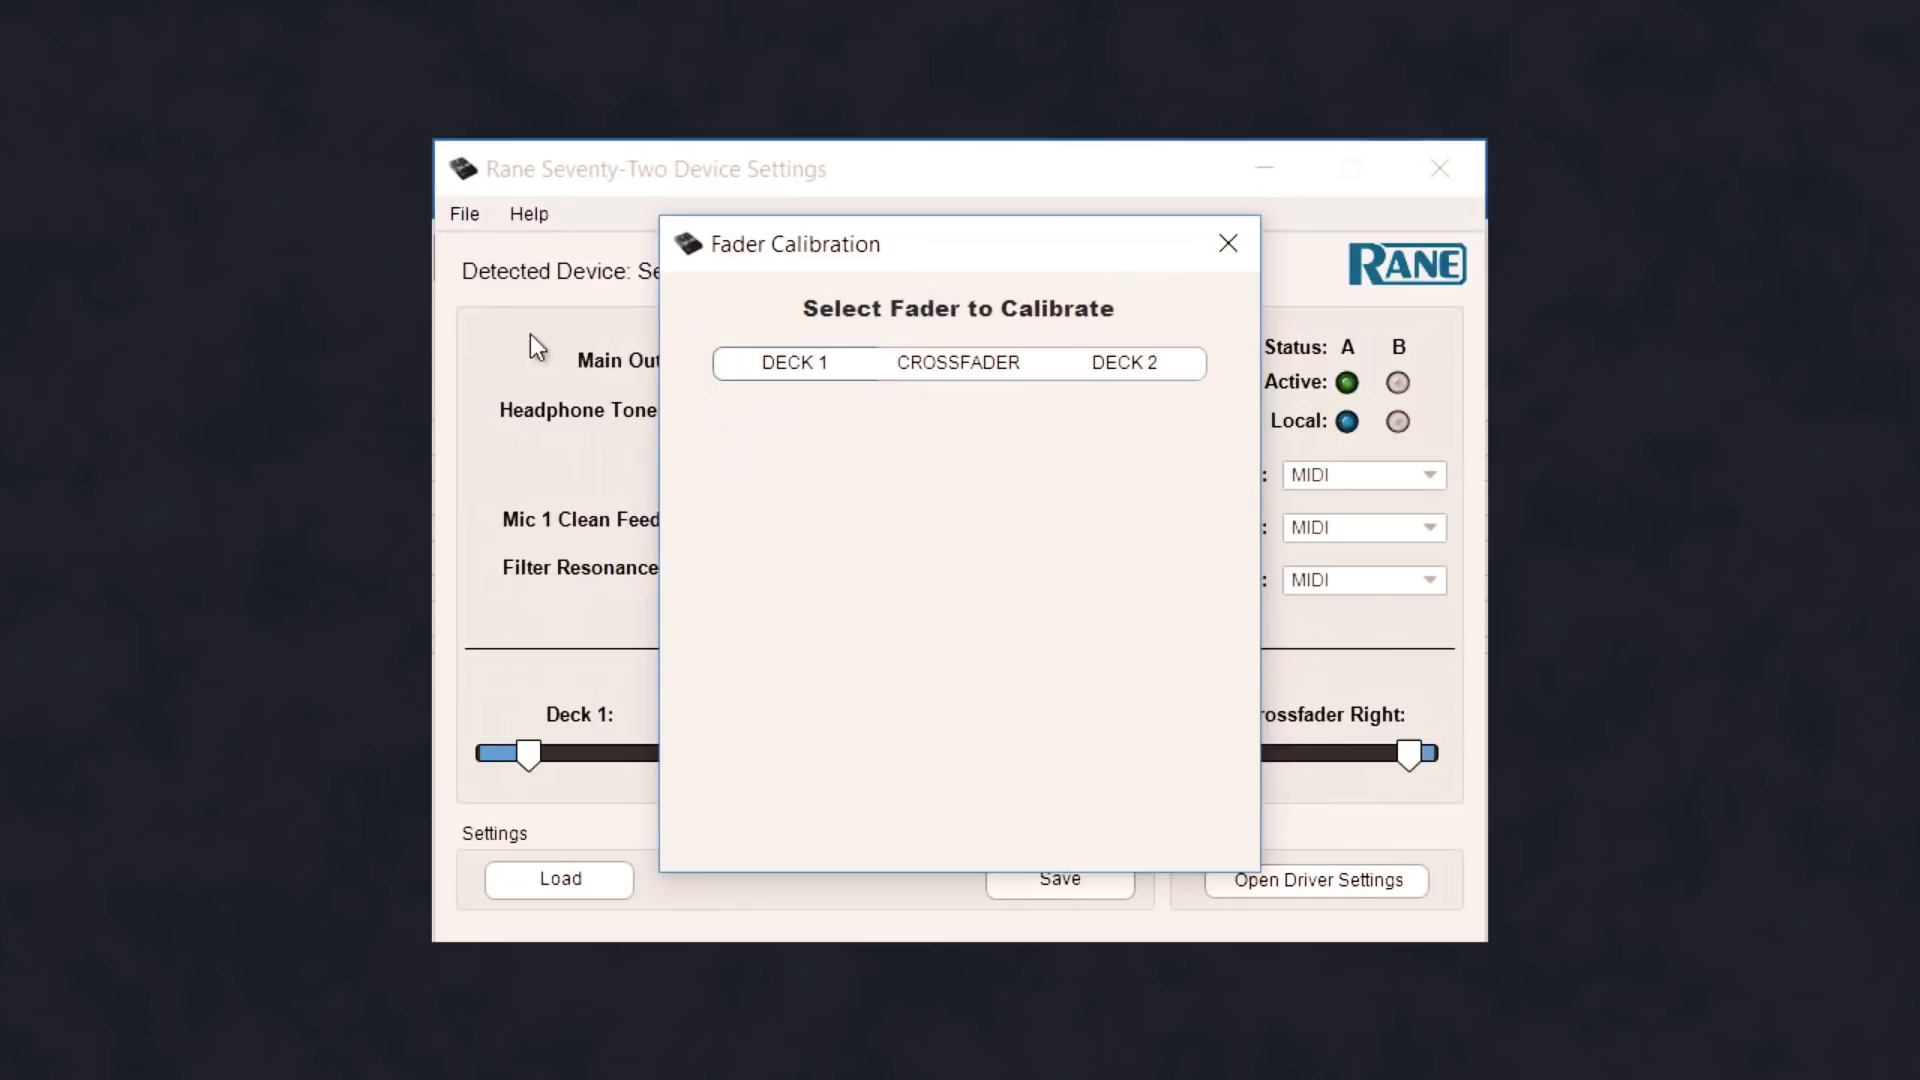 Rane Seventy-Two Device Settings
File Help
Fader Calibration
Detected Device: Se
RANE
Select Fader to Calibrate
DECK 1 CROSSFADER DECK 2
Main Out
Headphone Tone
Mic 1 Clean Feed
Filter Resonance
Status: A B
Active:
Local:
: MIDI
: MIDI
: MIDI
Deck 1:
rossfader Right:
Settings
Load
Save
Open Driver Settings